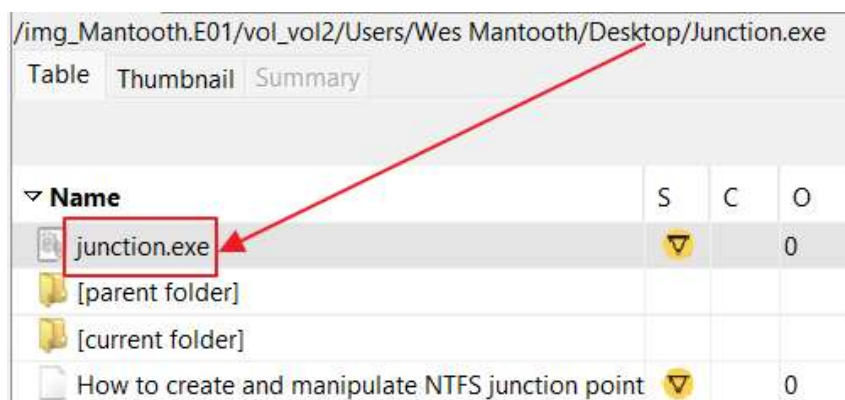 /img_Mantooth.E01/vol_vol2/Users/Wes Mantooth/Desktop/Junction.exe
Table Thumbnail Summary
Name S C O
junction.exe 0
[parent folder]
[current folder]
How to create and manipulate NTFS junction point 0